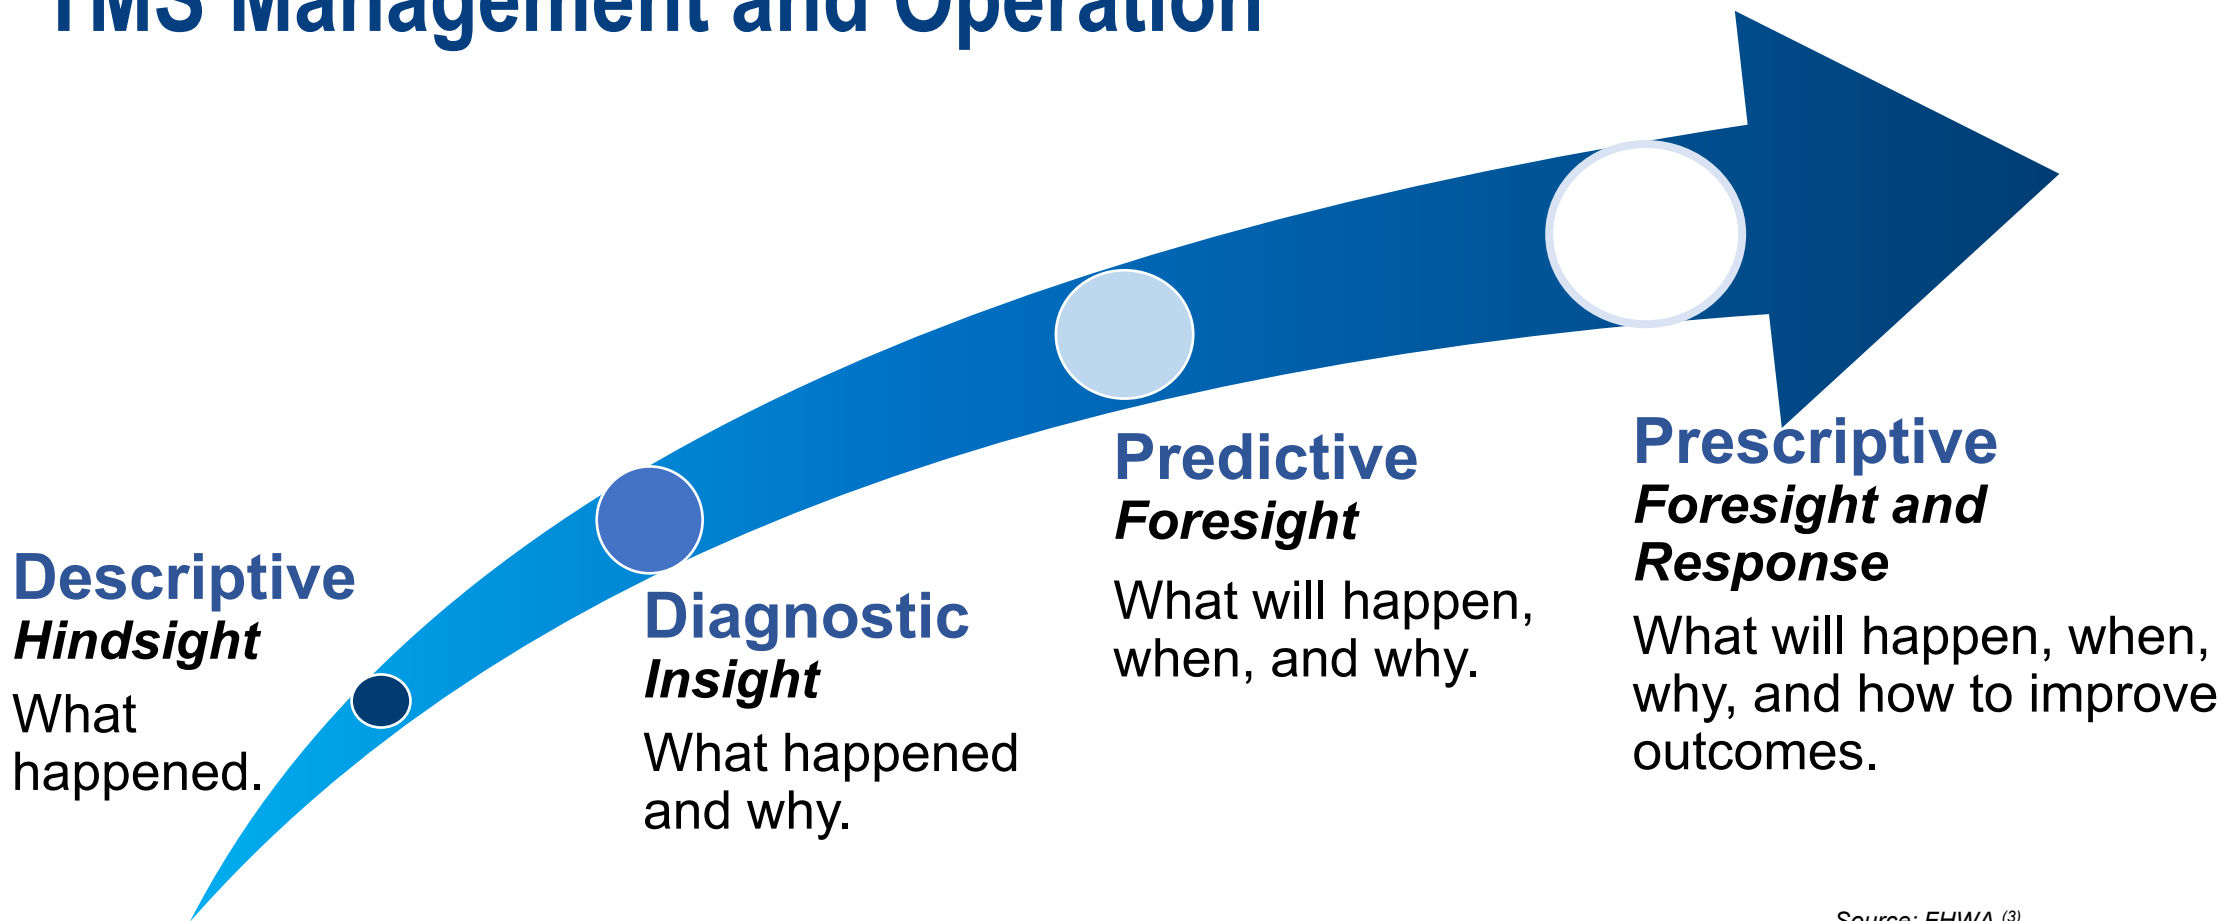 TMS Management and Operation
Descriptive
Hindsight
What
happened.
Diagnostic
Insight
What happened
and why.
Predictive
Foresight
What will happen,
when, and why.
Prescriptive
Foresight and
Response
What will happen, when,
why, and how to improve
outcomes.
Source: FHWA (3)